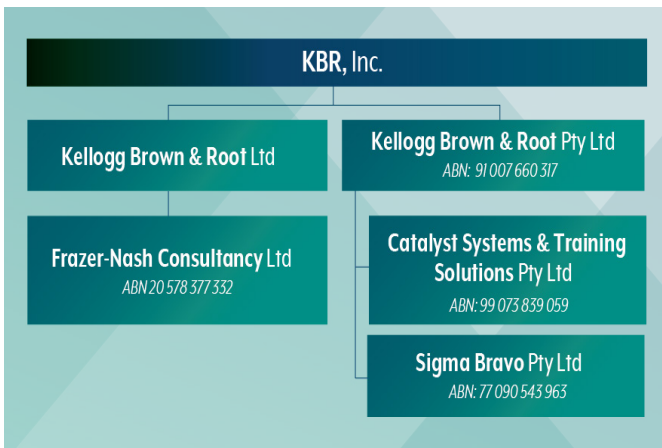 KBR, Inc.
Kellogg Brown & Root Ltd
Kellogg Brown & Root Pty Ltd
ABN: 91 007 660 317
Frazer-Nash Consultancy Ltd
ABN 20 578 377 332
Catalyst Systems & Training
Solutions Pty Ltd
ABN: 99 073 839 059
Sigma Bravo Pty Ltd
ABN: 77 090 543 963